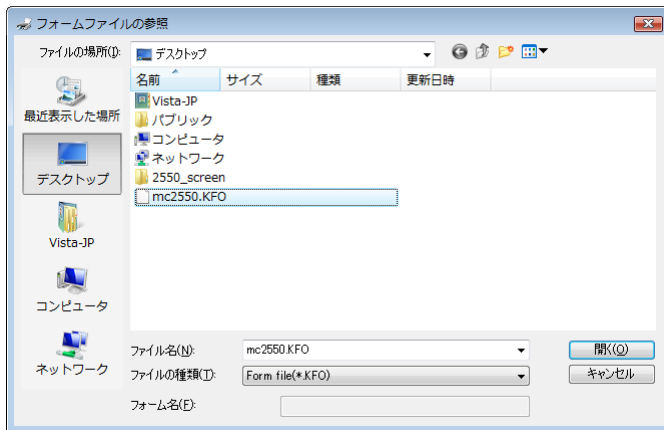 フォームファイルの参照
ファイルの場所(I): デスクトップ
名前 サイズ 種類 更新日時
Vista-JP
パブリック
コンピュータ
ネットワーク
2550_screen
mc2550.KFO
最近表示した場所
デスクトップ
Vista-JP
コンピュータ
ネットワーク
ファイル名(N): mc2550.KFO 開く(O)
ファイルの種類(T): Form file(*.KFO) キャンセル
フォーム名(F):